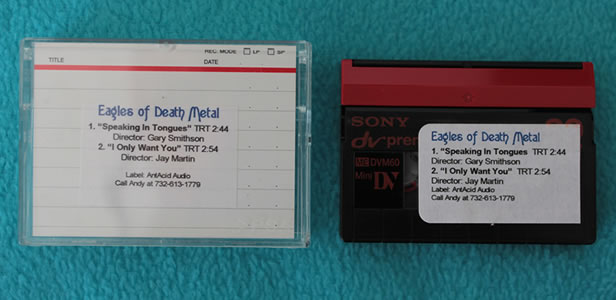 REC. MODE LP SP
TITLE
DATE
Eagles of Death Metal
1. "Speaking In Tongues" TRT 2:44
Director: Gary Smithson
2. "I Only Want You" TRT 2:54
Director: Jay Martin
Label: AntAcid Audio
Call Andy at 732-613-1779
SONY
SONY
dv prem
MC DVM60
Mini DV
Eagles of Death Metal
1. "Speaking In Tongues TRT 2:44
Director: Gary Smithson
2. "I Only Want You" TRT 2:54
Director: Jay Martin
Label: AntAcid Audio
Call Andy at 732-613-1779